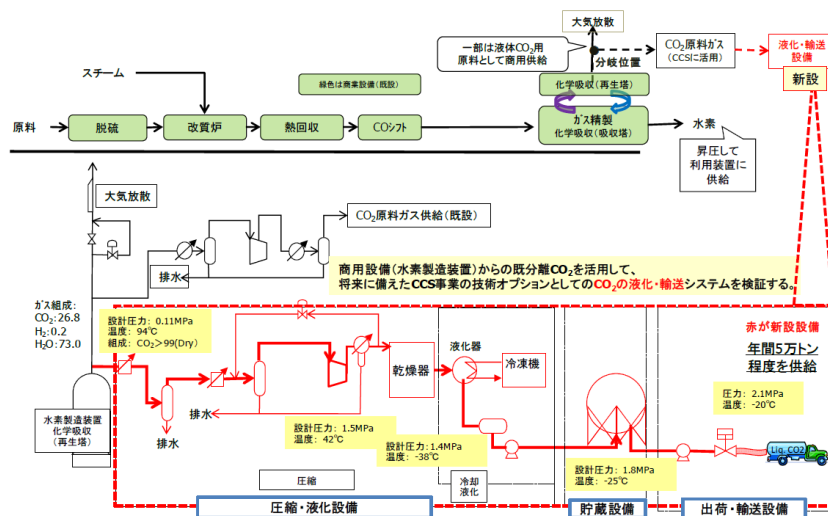 大気放散
一部は液体CO₂用
原料として商用供給
分岐位置
CO₂原料ガス
(CCSに活用)
液化・輸送
設備
新設
スチーム
緑色は商業設備(既設)
化学吸収(再生塔)
原料
脱硫
改質炉
熱回収
COシフト
ガス精製
化学吸収(吸収塔)
水素
昇圧して
利用装置に
供給
大気放散
CO₂原料ガス供給(既設)
排水
商用設備(水素製造装置)からの既分離CO₂を活用して、
将来に備えたCCS事業の技術オプションとしてのCO₂の液化・輸送システムを検証する。
ガス組成:
CO₂:26.8
H₂:0.2
H₂O:73.0
設計圧力: 0.11MPa
温度: 94℃
組成: CO₂>99(Dry)
赤が新設設備
年間5万トン
程度を供給
乾燥器
液化器
冷凍機
圧力: 2.1MPa
温度: -20℃
水素製造装置
化学吸収
(再生塔)
排水
排水
設計圧力: 1.5MPa
温度: 42℃
設計圧力:1.4MPa
温度: -38℃
設計圧力: 1.8MPa
温度: -25℃
Liq. CO2
圧縮
冷却
液化
圧縮・液化設備
貯蔵設備
出荷・輸送設備